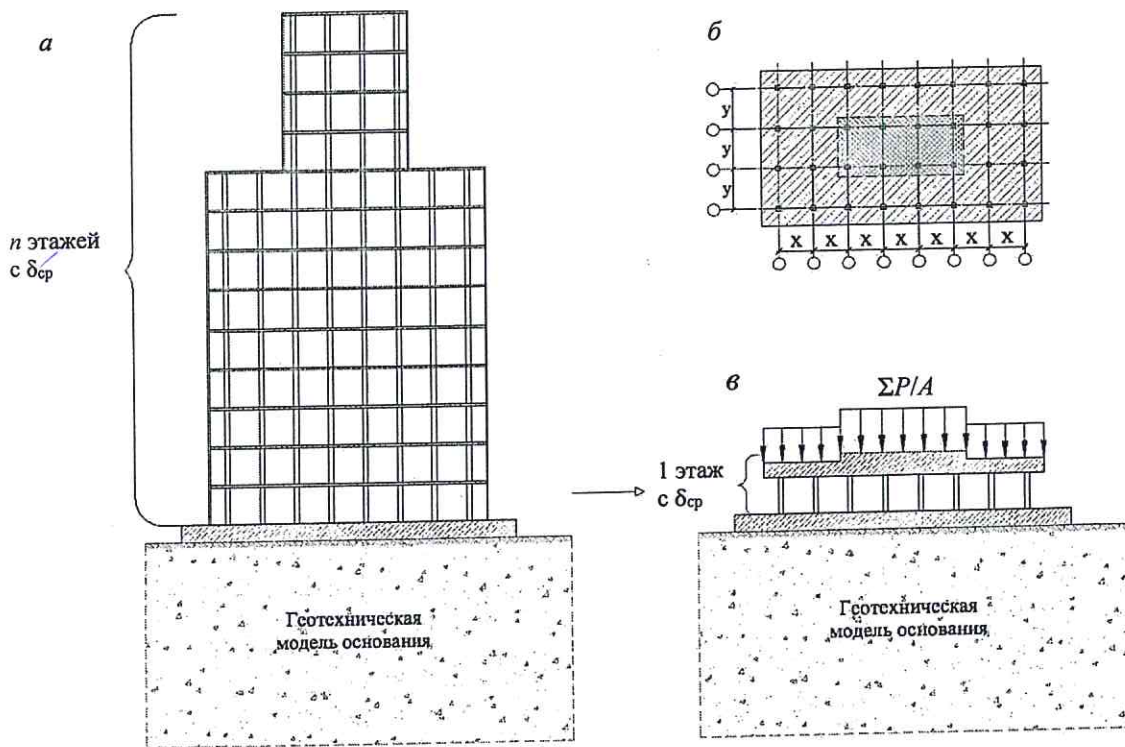 а
n этажей
с δср
Геотехническая
модель основания
б
y
y
y
x x x x x x x
в
ΣP/A
1 этаж
с δср
Геотехническая
модель основания